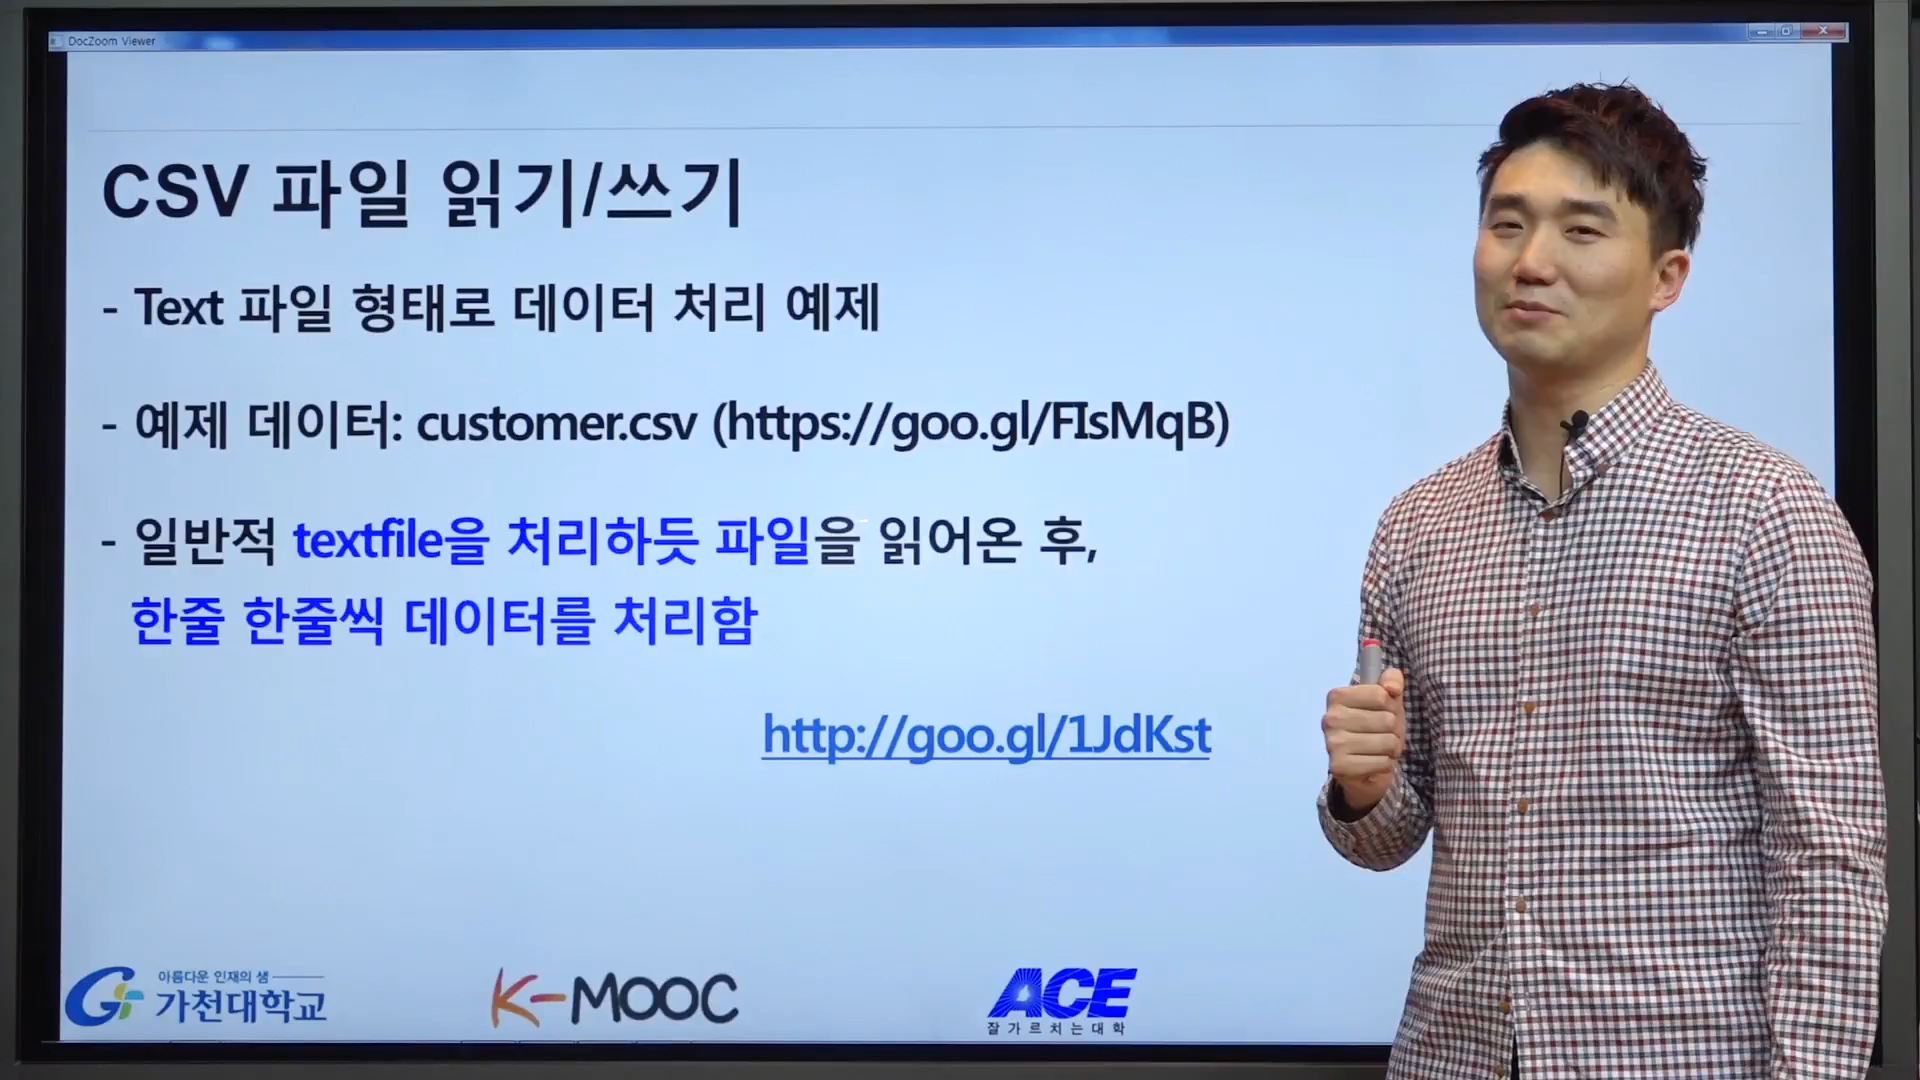 DocZoom Viewer
CSV 파일 읽기/쓰기
- Text 파일 형태로 데이터 처리 예제
- 예제 데이터: customer.csv (https://goo.gl/FIsMqB)
- 일반적 textfile을 처리하듯 파일을 읽어온 후,
한줄 한줄씩 데이터를 처리함
http://goo.gl/1JdKst
아름다운 인재의 샘
가천대학교
K-MOOC
ACE
잘가르치는대학